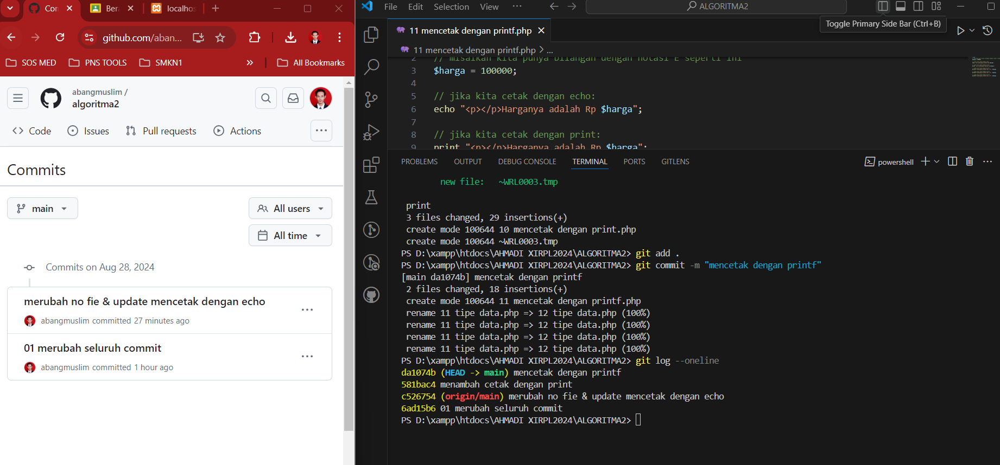 Con
Ber
localhos
github.com/aban...
SOS MED
PNS TOOLS
SMKN1
All Bookmarks
abangmuslim /
algoritma2
Code
Issues
Pull requests
Actions
Commits
main
All users
All time
Commits on Aug 28, 2024
merubah no fie & update mencetak dengan echo
abangmuslim committed 27 minutes ago
01 merubah seluruh commit
abangmuslim committed 1 hour ago
File Edit Selection View ...
ALGORITMA2
Toggle Primary Side Bar (Ctrl+B)
11 mencetak dengan printf.php
11 mencetak dengan printf.php > ...
2 // misalkan kita punya bilangan dengan notasi E seperti ini
3 $harga = 100000;
4
5 // jika kita cetak dengan echo:
6 echo "<p></p>Harganya adalah Rp $harga";
7
8 // jika kita cetak dengan print:
9 print "<p></p>Harganya adalah Rp $harga";
PROBLEMS OUTPUT DEBUG CONSOLE TERMINAL PORTS GITLENS
powershell
new file: ~WRL0003.tmp
print
3 files changed, 29 insertions(+)
create mode 100644 10 mencetak dengan print.php
create mode 100644 ~WRL0003.tmp
PS D:\xampp\htdocs\AHMADI XIRPL2024\ALGORITMA2> git add .
PS D:\xampp\htdocs\AHMADI XIRPL2024\ALGORITMA2> git commit -m "mencetak dengan printf"
[main da1074b] mencetak dengan printf
2 files changed, 18 insertions(+)
create mode 100644 11 mencetak dengan printf.php
rename 11 tipe data.php => 12 tipe data.php (100%)
rename 11 tipe data.php => 12 tipe data.php (100%)
rename 11 tipe data.php => 12 tipe data.php (100%)
rename 11 tipe data.php => 12 tipe data.php (100%)
PS D:\xampp\htdocs\AHMADI XIRPL2024\ALGORITMA2> git log --oneline
da1074b (HEAD -> main) mencetak dengan printf
581bac4 menambah cetak dengan print
c526754 (origin/main) merubah no fie & update mencetak dengan echo
6ad15b6 01 merubah seluruh commit
PS D:\xampp\htdocs\AHMADI XIRPL2024\ALGORITMA2>